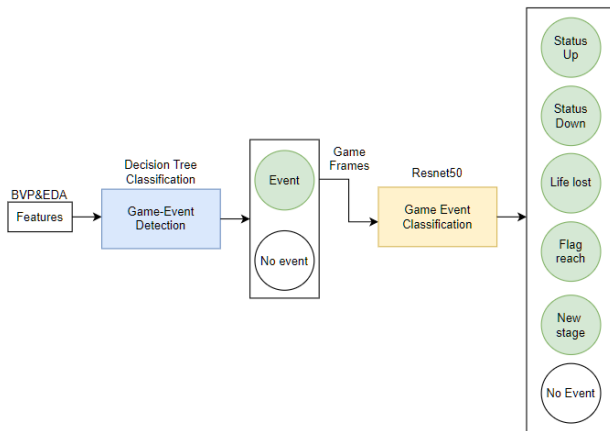 BVP&EDA
Features
Decision Tree
Classification
Game-Event
Detection
Event
No event
Game
Frames
Resnet50
Game Event
Classification
Status
Up
Status
Down
Life lost
Flag
reach
New
stage
No Event